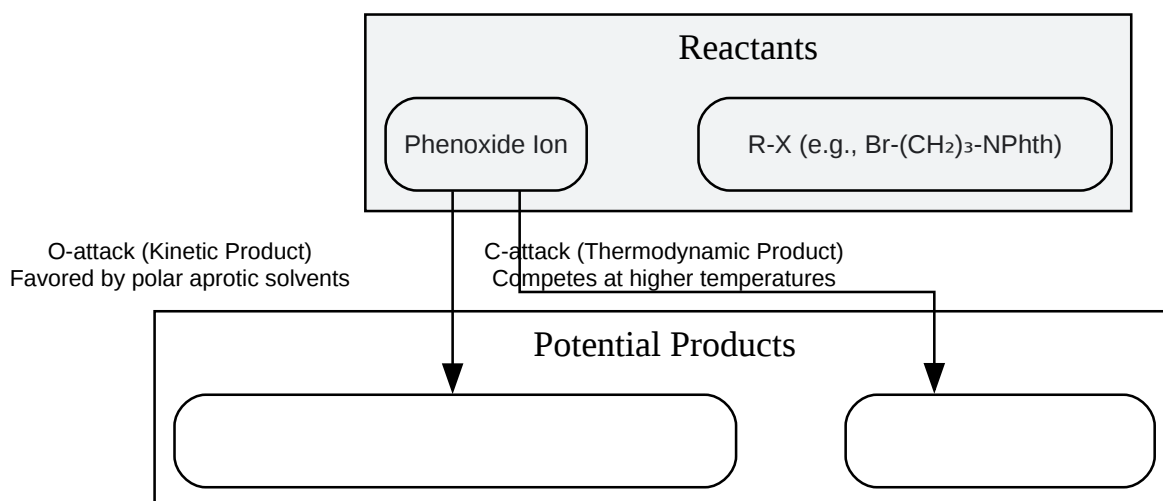 Reactants
Phenoxide Ion
R-X (e.g., Br-(CH₂)₃-NPhth)
O-attack (Kinetic Product)
Favored by polar aprotic solvents
C-attack (Thermodynamic Product)
Competes at higher temperatures
Potential Products